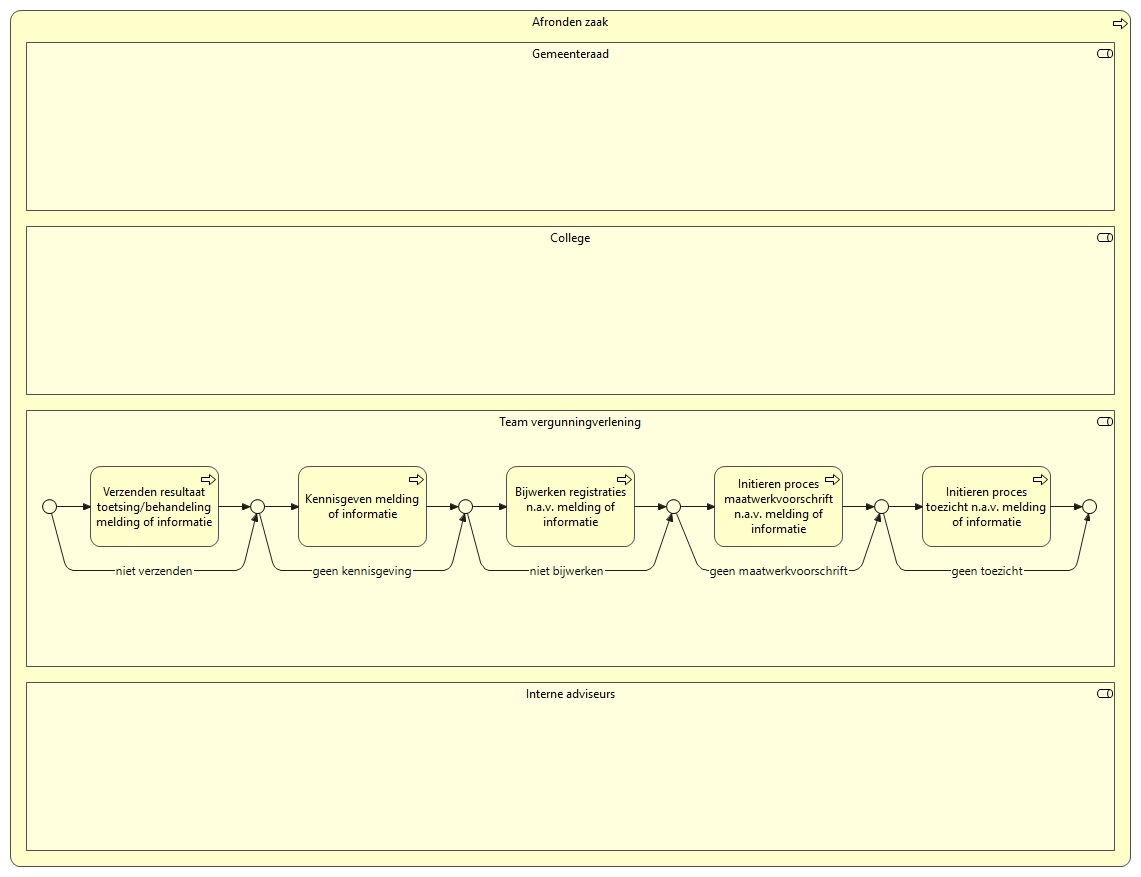 Afronden zaak
Gemeenteraad
College
Team vergunningverlening
Verzenden resultaat
toetsing/behandeling
melding of informatie
Kennisgeven melding
of informatie
Bijwerken registraties
n.a.v. melding of
informatie
Initieren proces
maatwerkvoorschrift
n.a.v. melding of
informatie
Initieren proces
toezicht n.a.v. melding
of informatie
niet verzenden
geen kennisgeving
niet bijwerken
geen maatwerkvoorschrift
geen toezicht
Interne adviseurs